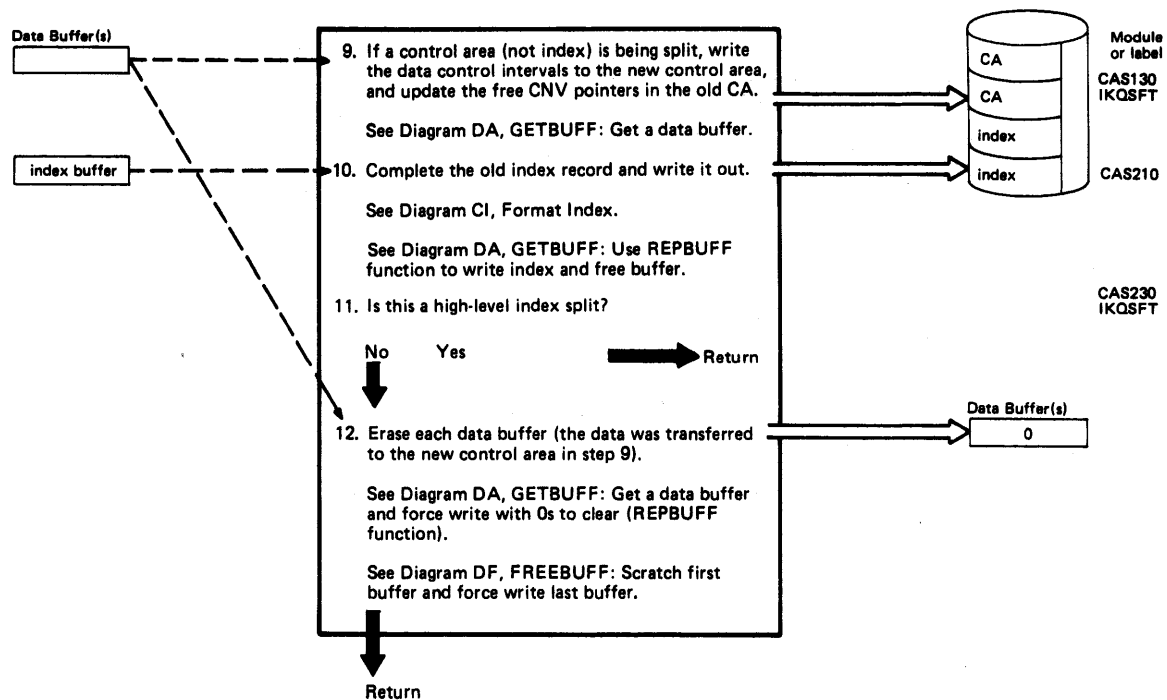 Data Buffer(s)
index buffer
9. If a control area (not index) is being split, write
the data control intervals to the new control area,
and update the free CNV pointers in the old CA.
See Diagram DA, GETBUFF: Get a data buffer.
10. Complete the old index record and write it out.
See Diagram CI, Format Index.
See Diagram DA, GETBUFF: Use REPBUFF
function to write index and free buffer.
11. Is this a high-level index split?
No Yes Return
12. Erase each data buffer (the data was transferred
to the new control area in step 9).
See Diagram DA, GETBUFF: Get a data buffer
and force write with 0s to clear (REPBUFF
function).
See Diagram DF, FREEBUFF: Scratch first
buffer and force write last buffer.
Return
CA
CA
index
index
Data Buffer(s)
0
Module
or label
CAS130
IKQSFT
CAS210
CAS230
IKQSFT